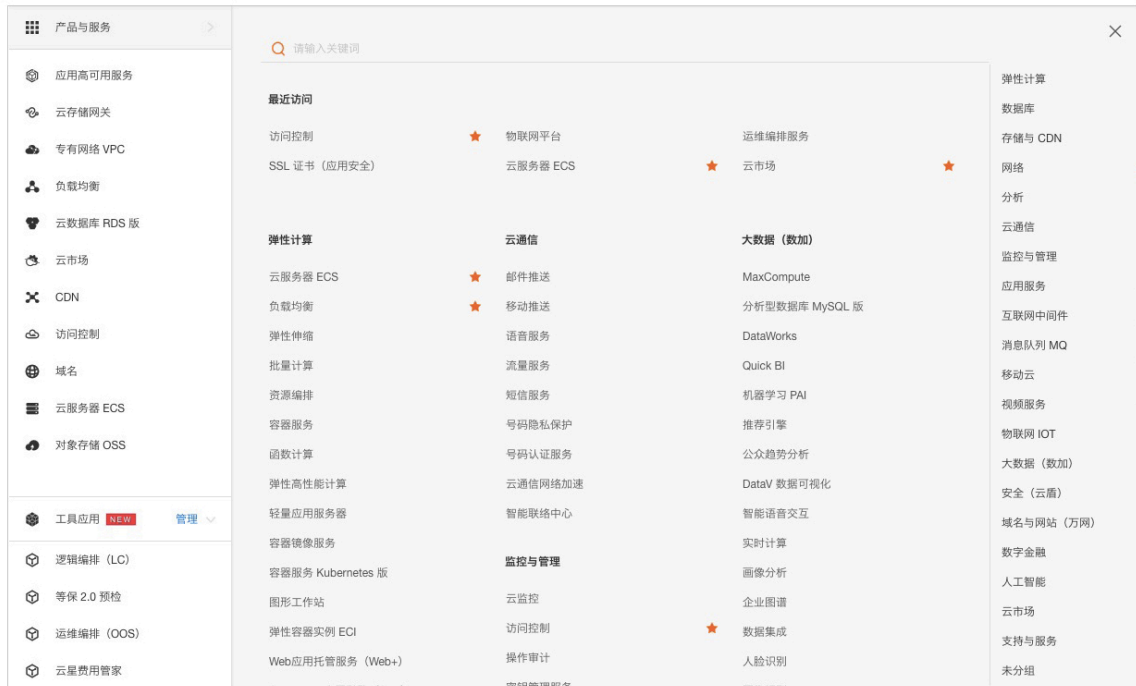 产品与服务
应用高可用服务
云存储网关
专有网络 VPC
负载均衡
云数据库 RDS 版
云市场
CDN
访问控制
域名
云服务器 ECS
对象存储 OSS
工具应用 NEW 管理
逻辑编排（LC）
等保 2.0 预检
运维编排（OOS）
云星费用管家
请输入关键词
最近访问
访问控制 物联网平台 运维编排服务
SSL 证书（应用安全） 云服务器 ECS 云市场
弹性计算
云服务器 ECS
负载均衡
弹性伸缩
批量计算
资源编排
容器服务
函数计算
弹性高性能计算
轻量应用服务器
容器镜像服务
容器服务 Kubernetes 版
图形工作站
弹性容器实例 ECI
Web应用托管服务（Web+）
云通信
邮件推送
移动推送
语音服务
流量服务
短信服务
号码隐私保护
号码认证服务
云通信网络加速
智能联络中心
监控与管理
云监控
访问控制
操作审计
大数据（数加）
MaxCompute
分析型数据库 MySQL 版
DataWorks
Quick BI
机器学习 PAI
推荐引擎
公众趋势分析
DataV 数据可视化
智能语音交互
实时计算
画像分析
企业图谱
数据集成
人脸识别
弹性计算
数据库
存储与 CDN
网络
分析
云通信
监控与管理
应用服务
互联网中间件
消息队列 MQ
移动云
视频服务
物联网 IOT
大数据（数加）
安全（云盾）
域名与网站（万网）
数字金融
人工智能
云市场
支持与服务
未分组